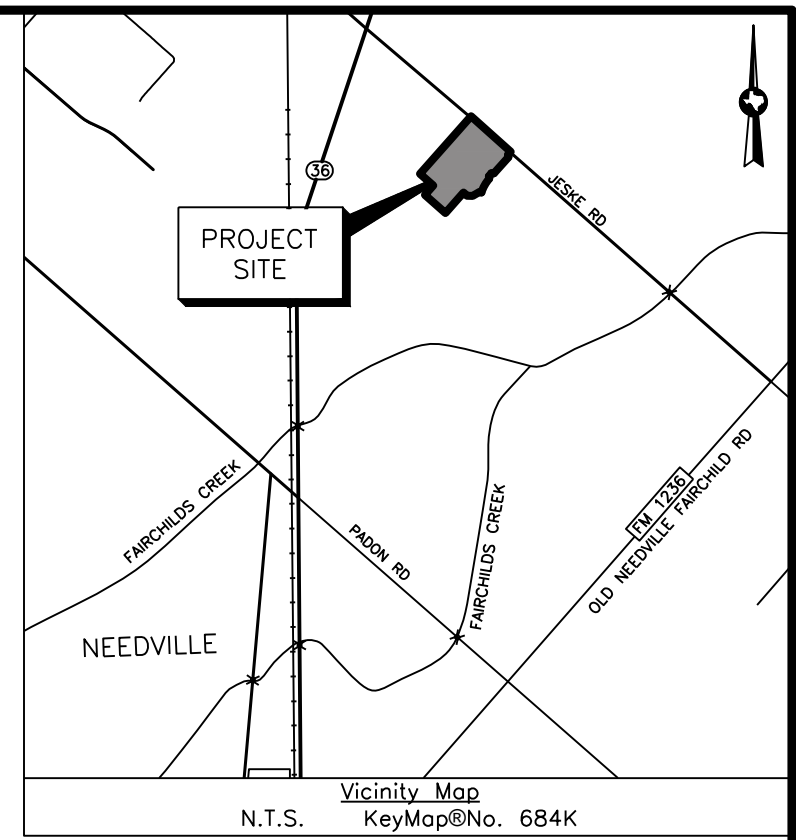 36
JESKE RD
PROJECT
SITE
FAIRCHILDS CREEK
PADON RD
FAIRCHILDS CREEK
FM 1236
OLD NEEDVILLE FAIRCHILD RD
NEEDVILLE
Vicinity Map
N.T.S. KeyMap®No. 684K